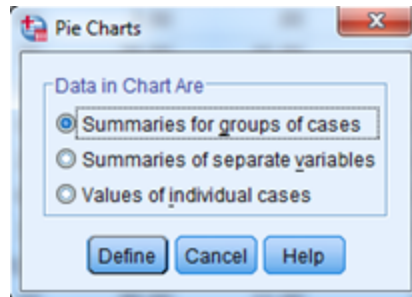 Pie Charts
Data in Chart Are
Summaries for groups of cases
Summaries of separate variables
Values of individual cases
Define Cancel Help